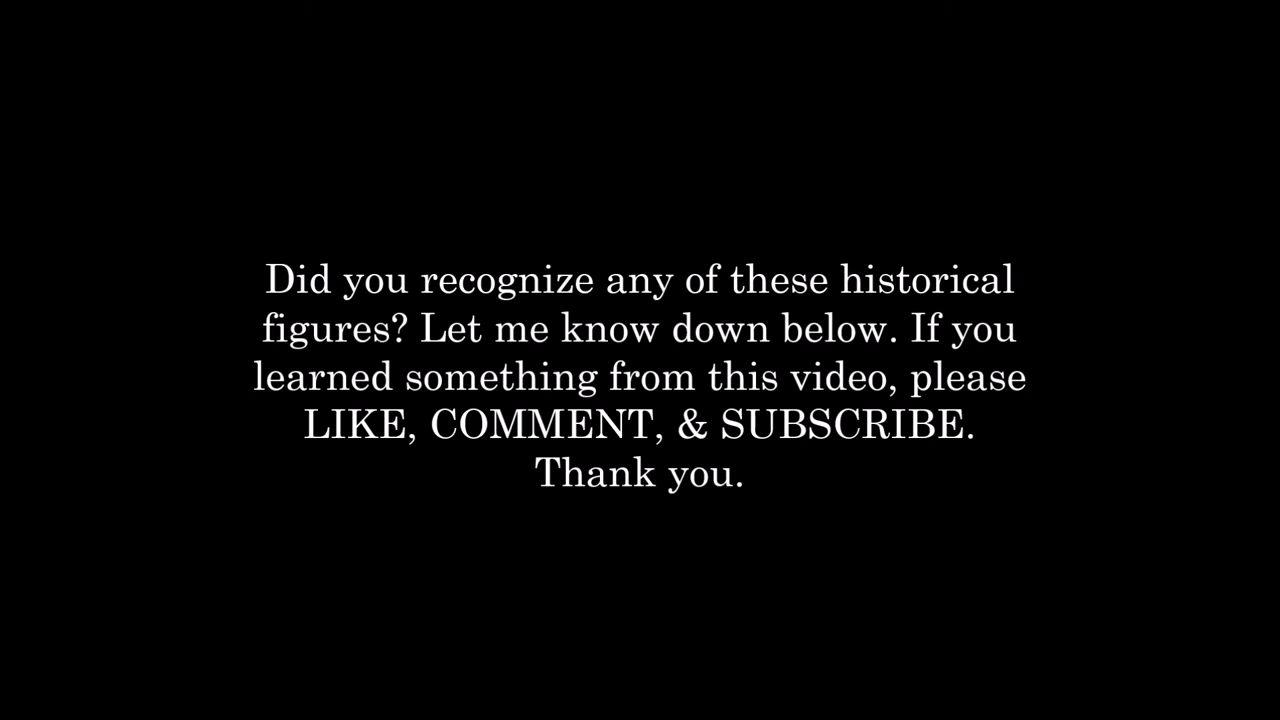 Did you recognize any of these historical
figures? Let me know down below. If you
learned something from this video, please
LIKE, COMMENT, & SUBSCRIBE.
Thank you.